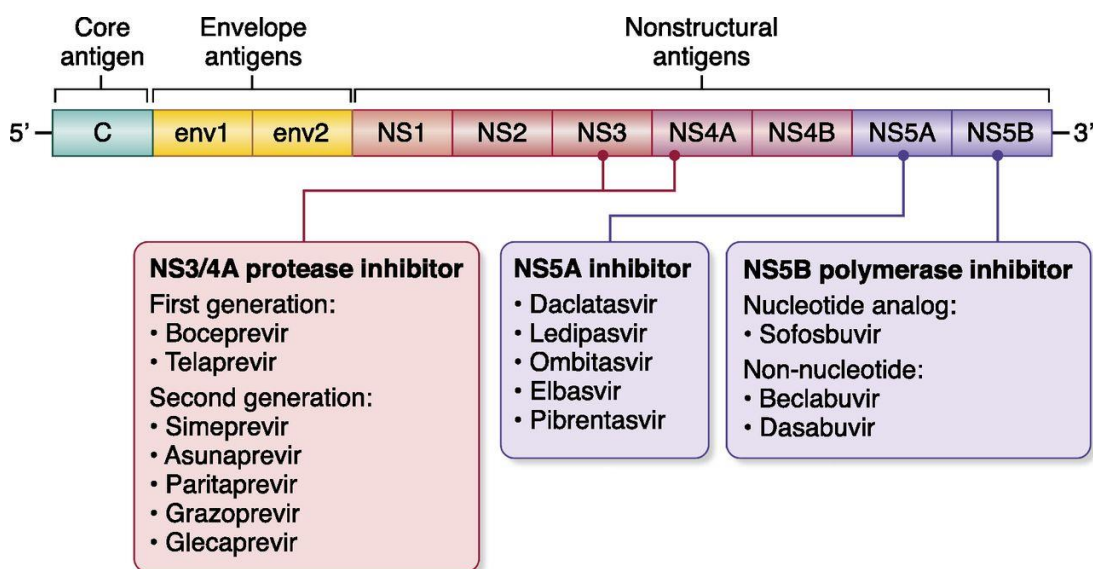 Core
antigen
Envelope
antigens
Nonstructural
antigens
5’ C env1 env2 NS1 NS2 NS3 NS4A NS4B NS5A NS5B 3’
NS3/4A protease inhibitor
First generation:
• Boceprevir
• Telaprevir
Second generation:
• Simeprevir
• Asunaprevir
• Paritaprevir
• Grazoprevir
• Glecaprevir
NS5A inhibitor
• Daclatasvir
• Ledipasvir
• Ombitasvir
• Elbasvir
• Pibrentasvir
NS5B polymerase inhibitor
Nucleotide analog:
• Sofosbuvir
Non-nucleotide:
• Beclabuvir
• Dasabuvir